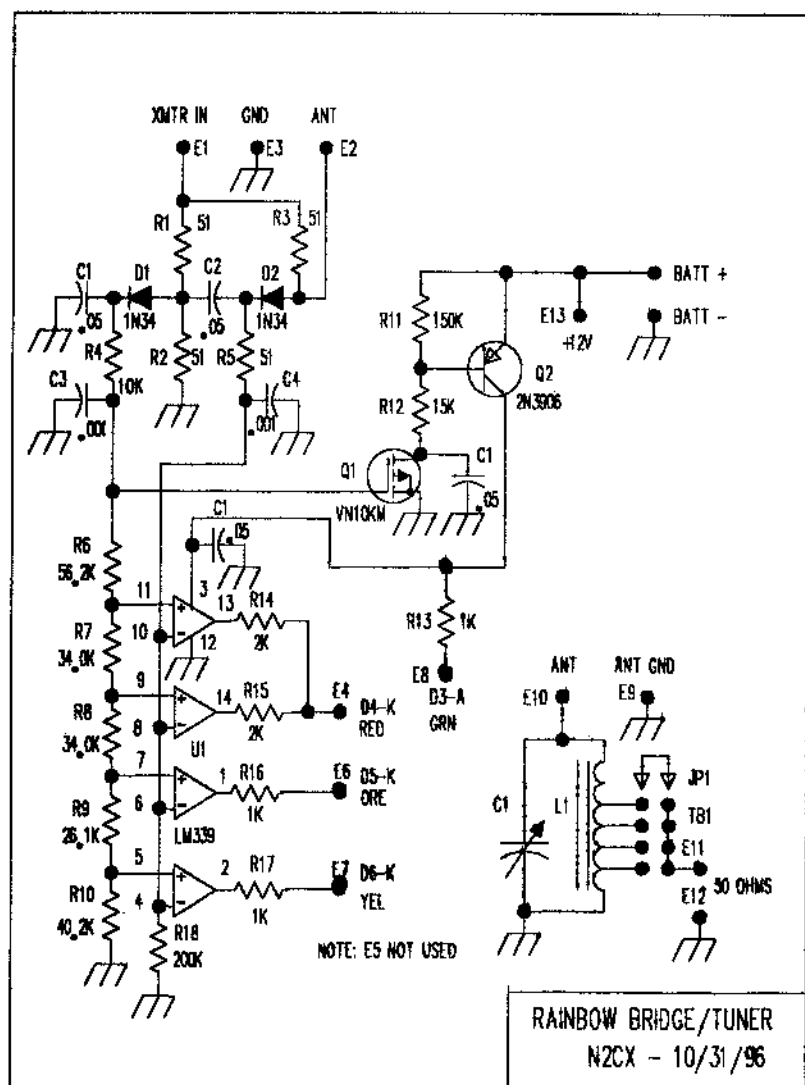 XMTR IN GND ANT
E1 E3 E2
R1 51 R3 51
C1 D1 C2 D2
.05 1N34 .05 1N34
R4 R2 51 R5 51
10K
C3 C4
.001 .001
R11 150K E13 BATT +
+12V BATT -
Q2
R12 15K 2N3906
Q1 C1
VN10KM .05
C1
.05
R6
56.2K
11 3 13 R14
R7 10 12 2K
34.0K
R13 1K
9 14 R15 E4 D4-K
R8 8 2K RED
34.0K U1
E8 D3-A
GRN
7 1 R16 E6 D5-K
R9 6 1K ORE
26.1K LM339
5 2 R17 E7 D6-K
R10 4 1K YEL
40.2K R18
200K
NOTE: E5 NOT USED
ANT ANT GND
E10 E9
C1 L1 JP1
TB1
E11
50 OHMS
E12
RAINBOW BRIDGE/TUNER
N2CX - 10/31/96